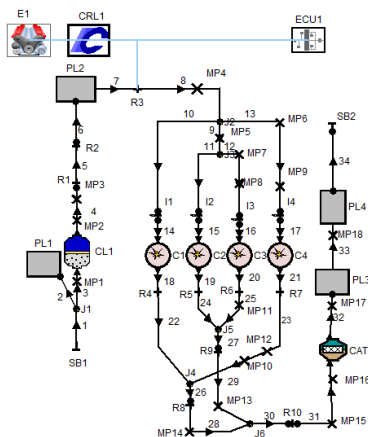 E1 CRL1 ECU1
PL2 7 8 MP4 R3
10 J2 13 SB2
6 9 MP5 MP6
R2 11 12 J3 MP7 34
5
R1 MP3 MP8 MP9 PL4
4 I1 I2 I3 I4
MP2 14 15 16 17 MP18
PL1 CL1 33
C1 C2 C3 C4
MP1 18 19 20 21 PL3
2 3 R4 R5 R6 R7 MP17
J1 24 25 MP11 32
1 22 J5 23
27 MP12 CAT
SB1 R9 MP10
J4 29 MP16
26 MP13
R8 30 R10 31
MP14 28 J6 MP15